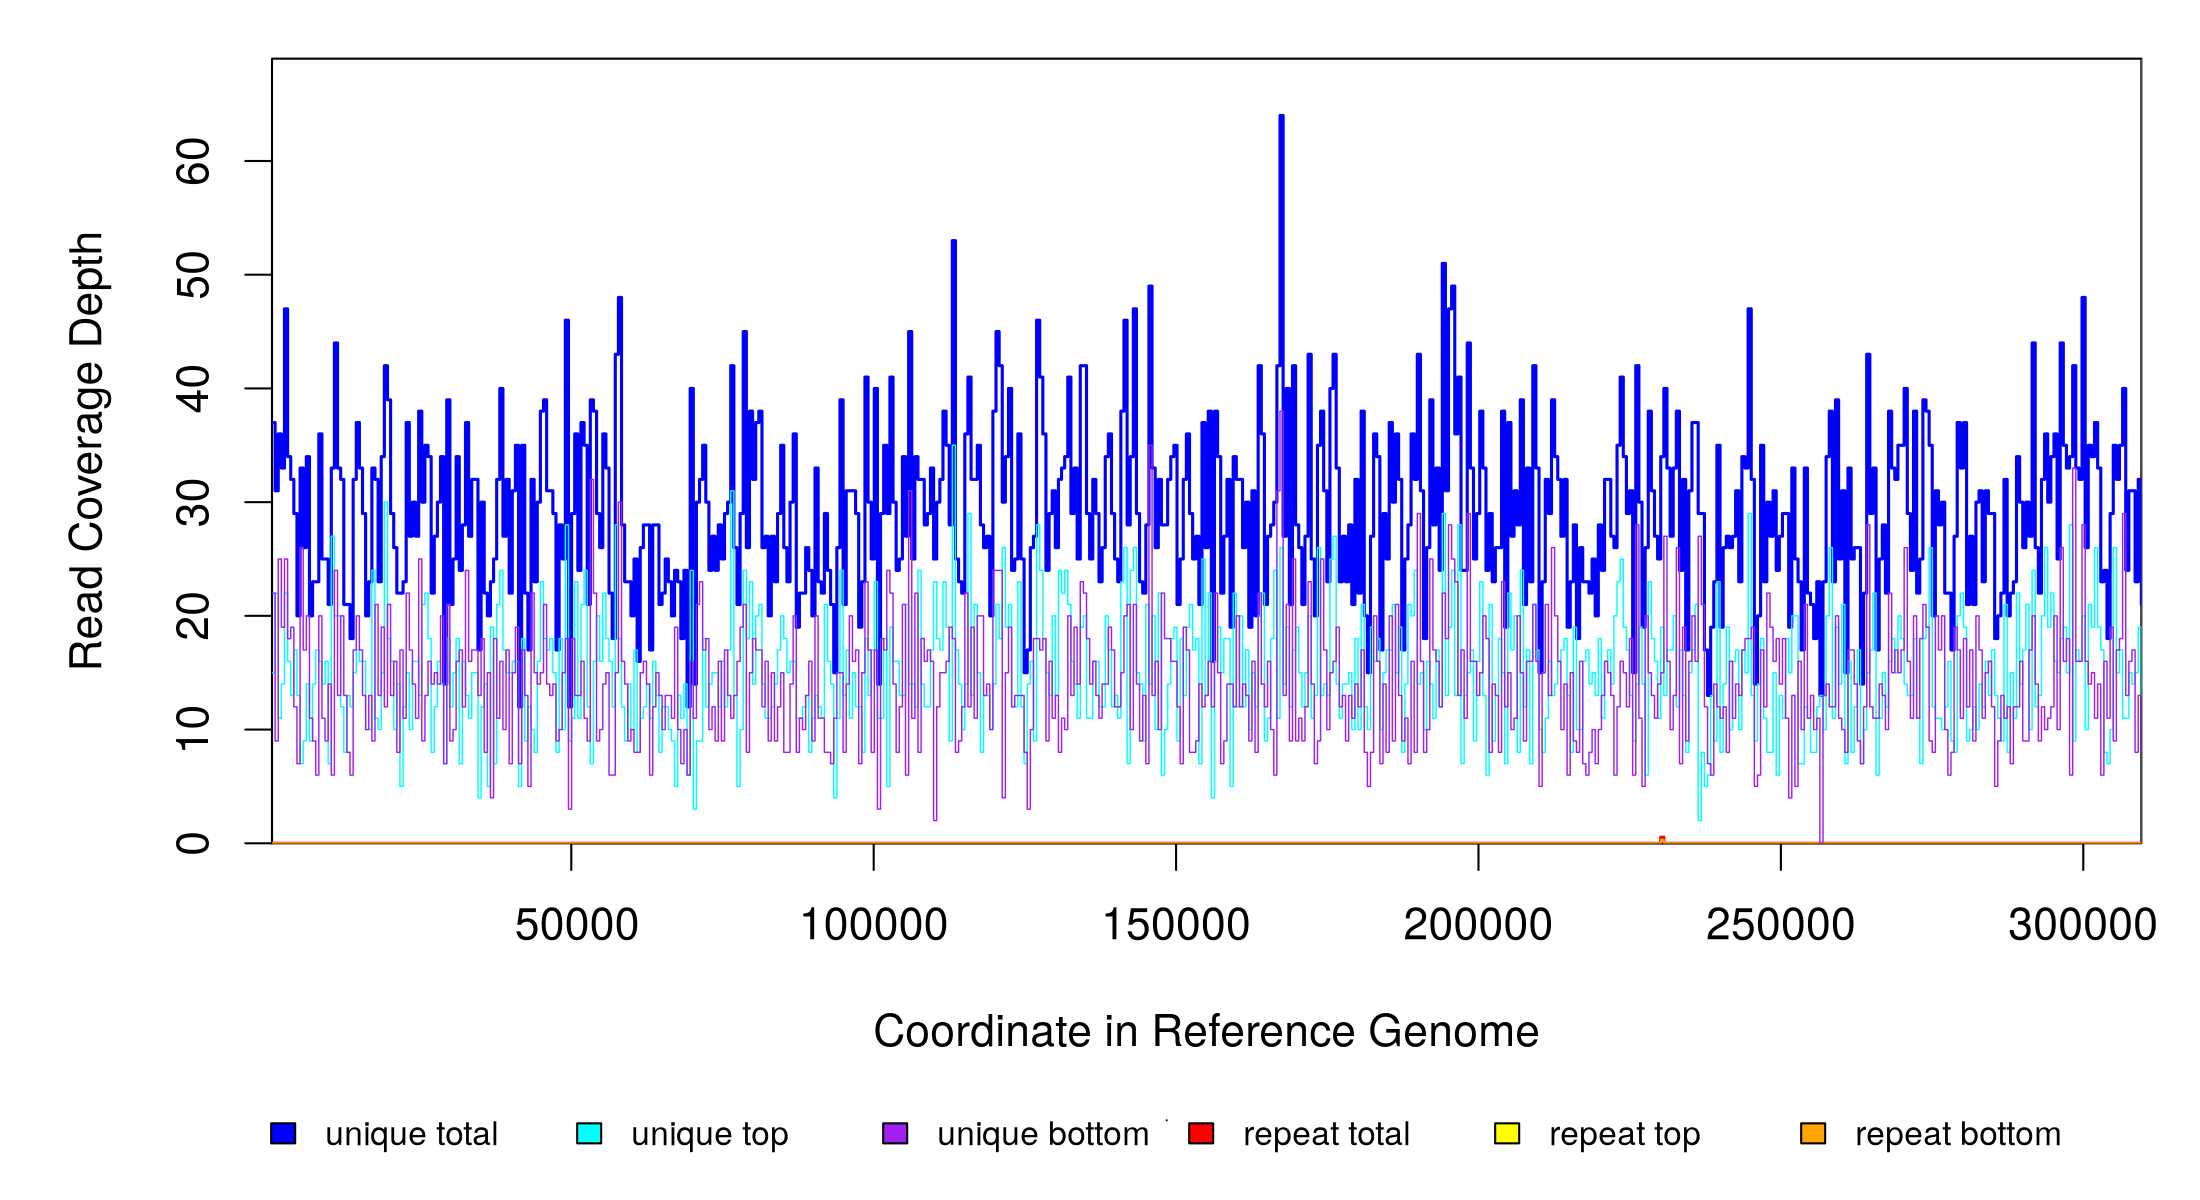 Read Coverage Depth
60
50
40
30
20
10
0
50000 100000 150000 200000 250000 300000
Coordinate in Reference Genome
unique total unique top unique bottom repeat total repeat top repeat bottom